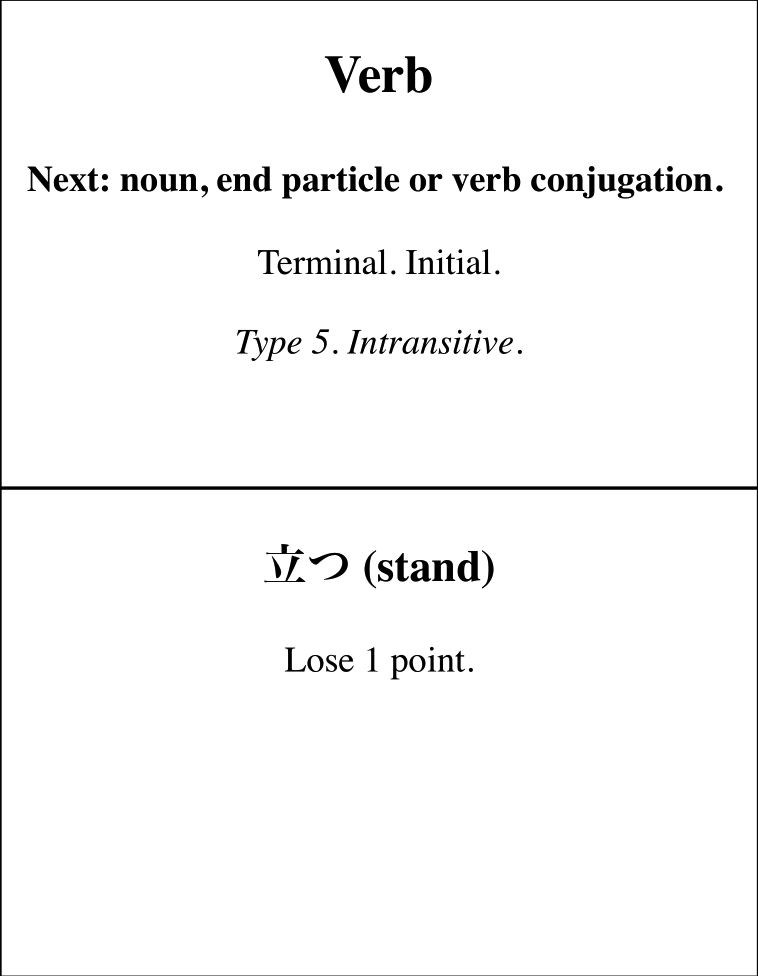 Verb
Next: noun, end particle or verb conjugation.
Terminal. Initial.
Type 5. Intransitive.
立つ (stand)
Lose 1 point.